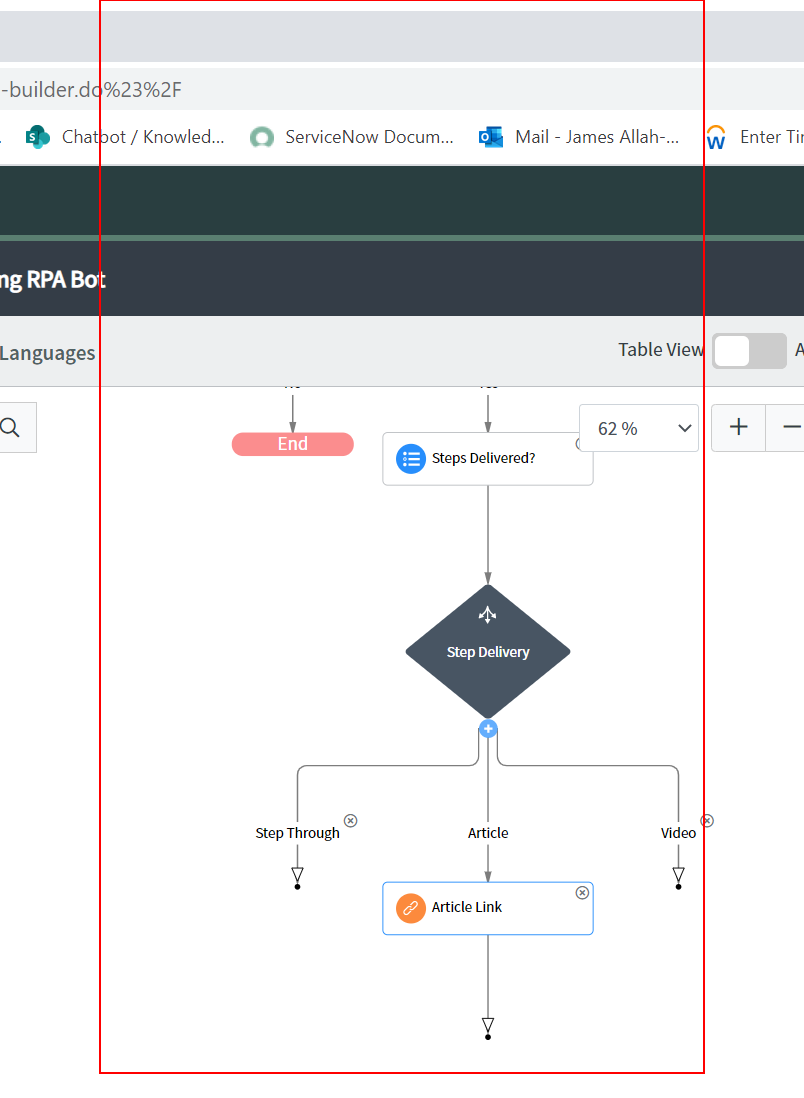 -builder.do%23%2F
Chatbot / Knowled...
ServiceNow Docum...
Mail - James Allah-...
Enter Tir
ng RPA Bot
Languages
Table View
A
End
62 %
Steps Delivered?
Step Delivery
Step Through
Article
Video
Article Link